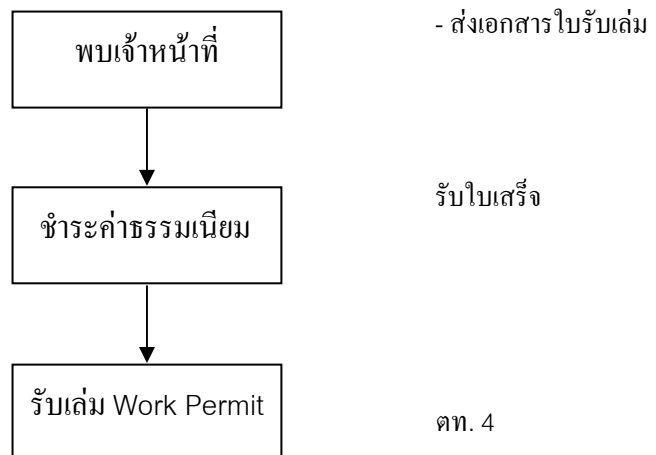 พบเจ้าหน้าที่
- ส่งเอกสารใบรับเล่ม
ชำระค่าธรรมเนียม
รับใบเสร็จ
รับเล่ม Work Permit
ตท. 4